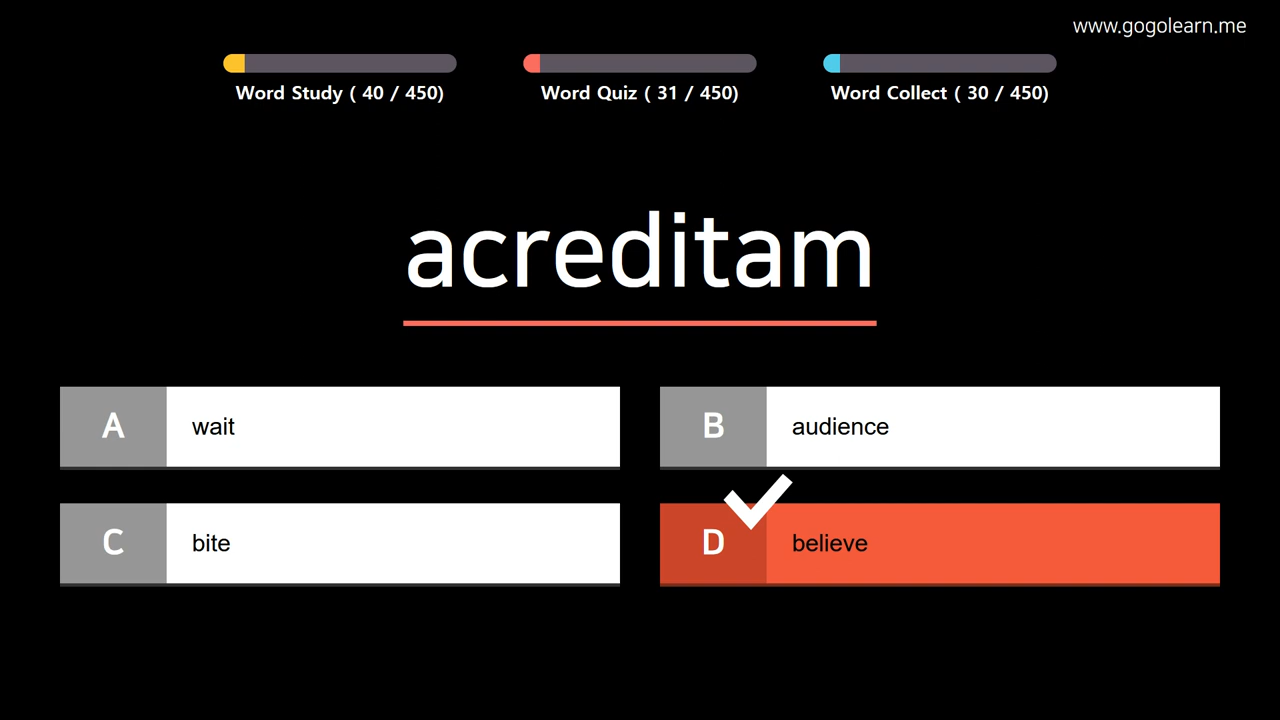 www.gogolearn.me
Word Study ( 40 / 450)
Word Quiz ( 31 / 450)
Word Collect ( 30 / 450)
acreditam
A wait
B audience
C bite
D believe